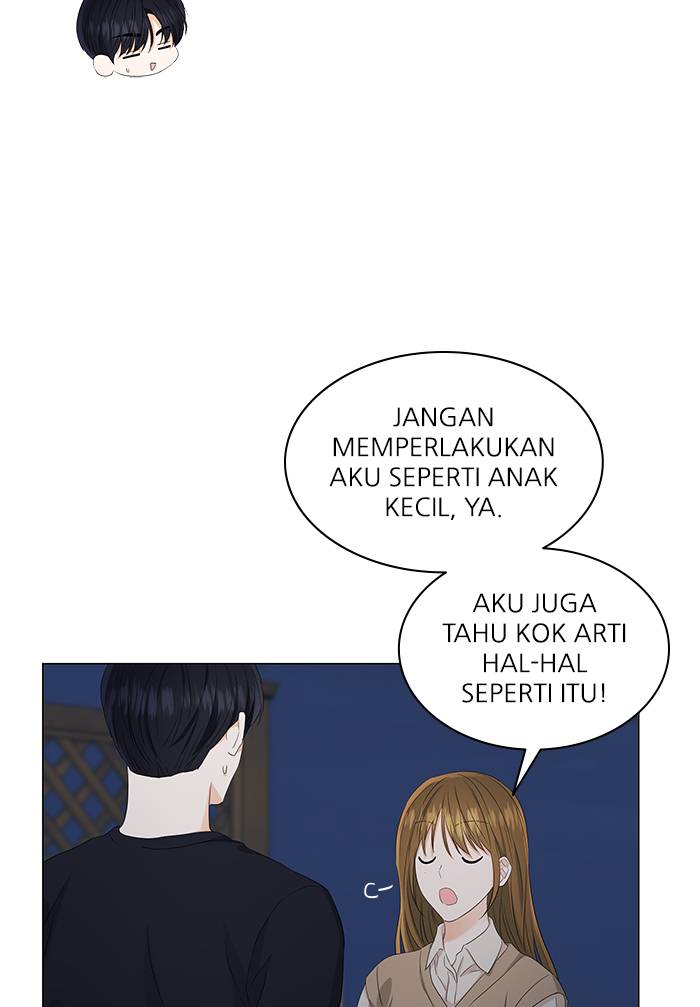 JANGAN
MEMPERLAKUKAN
AKU SEPERTI ANAK
KECIL, YA.
AKU JUGA
TAHU KOK ARTI
HAL-HAL
SEPERTI ITU!